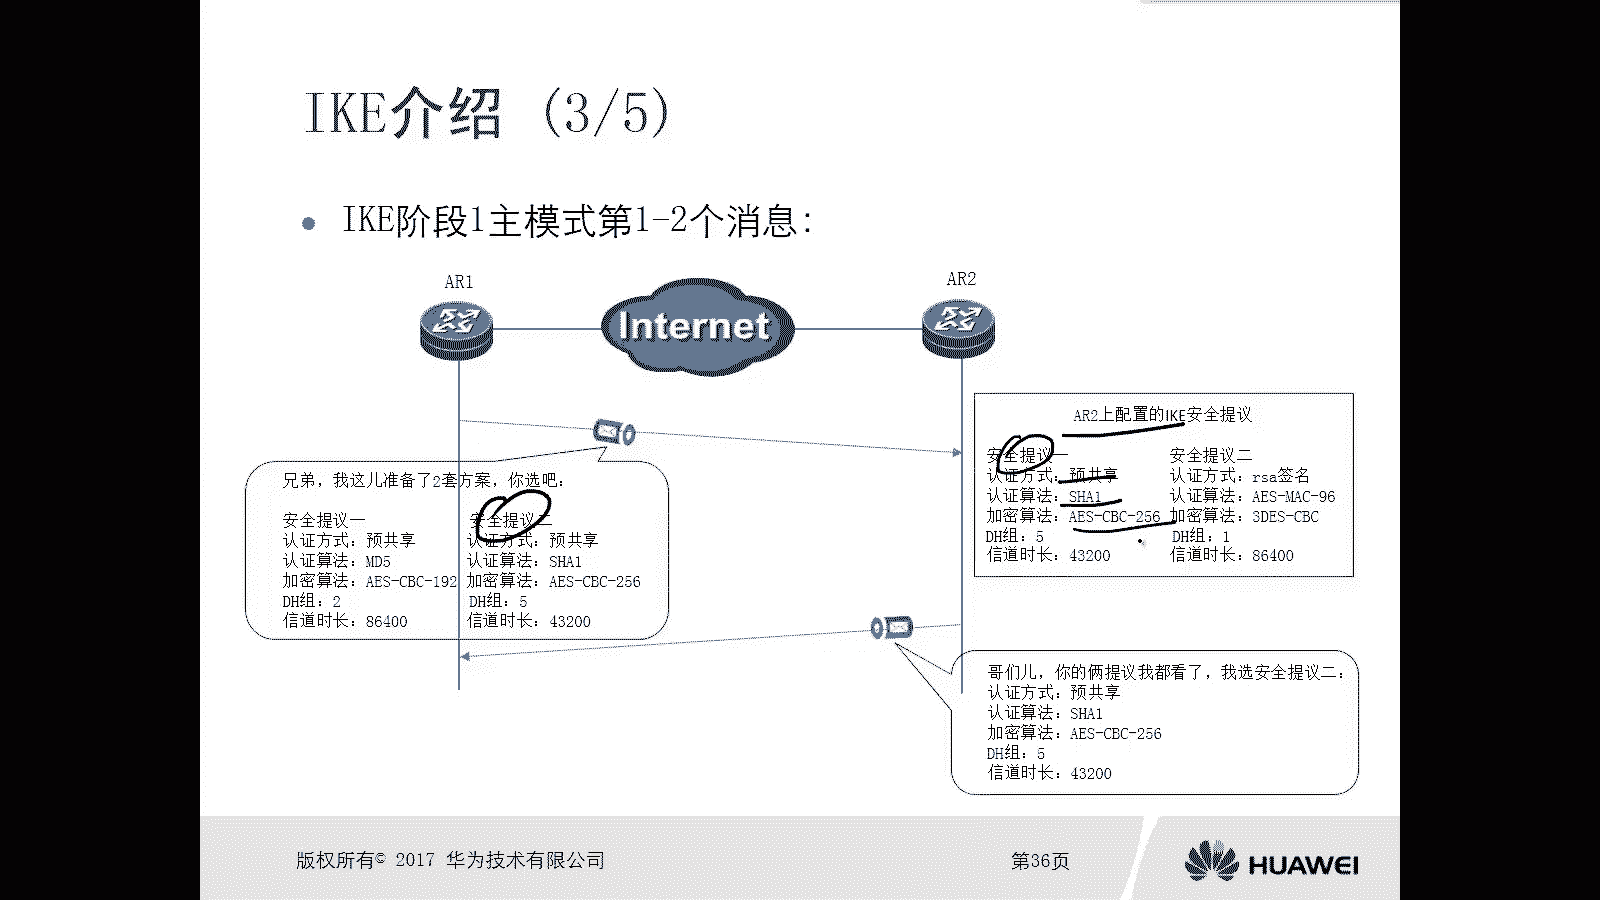 IKE介绍 (3/5)
IKE阶段1主模式第1-2个消息：
AR1
AR2
Internet
AR2上配置的IKE安全提议
安全提议一
认证方式：预共享
认证算法：SHA1
加密算法：AES-CBC-256
DH组：5
信道时长：43200
安全提议二
认证方式：rsa签名
认证算法：AES-MAC-96
加密算法：3DES-CBC
DH组：1
信道时长：86400
兄弟，我这儿准备了2套方案，你选吧：
安全提议一
认证方式：预共享
认证算法：MD5
加密算法：AES-CBC-192
DH组：2
信道时长：86400
安全提议二
认证方式：预共享
认证算法：SHA1
加密算法：AES-CBC-256
DH组：5
信道时长：43200
哥们儿，你的俩提议我都看了，我选安全提议二：
认证方式：预共享
认证算法：SHA1
加密算法：AES-CBC-256
DH组：5
信道时长：43200
版权所有© 2017 华为技术有限公司
第36页
HUAWEI